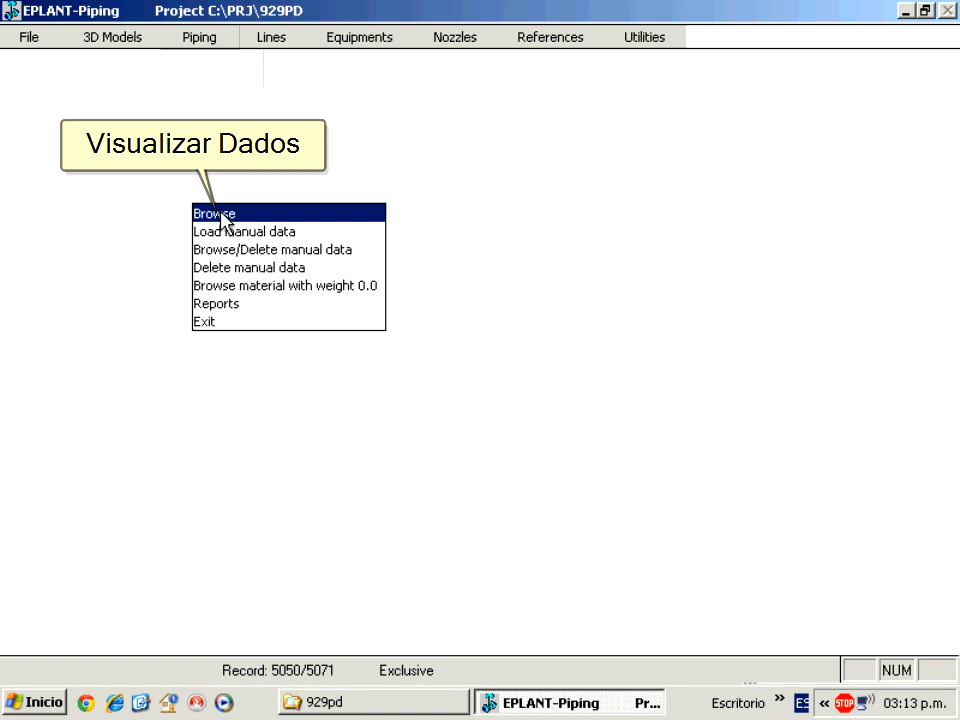 EPLANT-Piping Project C:\PRJ\929PD
File 3D Models Piping Lines Equipments Nozzles References Utilities
Visualizar Dados
Browse
Load Manual data
Browse/Delete manual data
Delete manual data
Browse material with weight 0.0
Reports
Exit
Record: 5050/5071 Exclusive NUM
Inicio 929pd EPLANT-Piping Pr... Escritorio » ES « STOP 03:13 p.m.